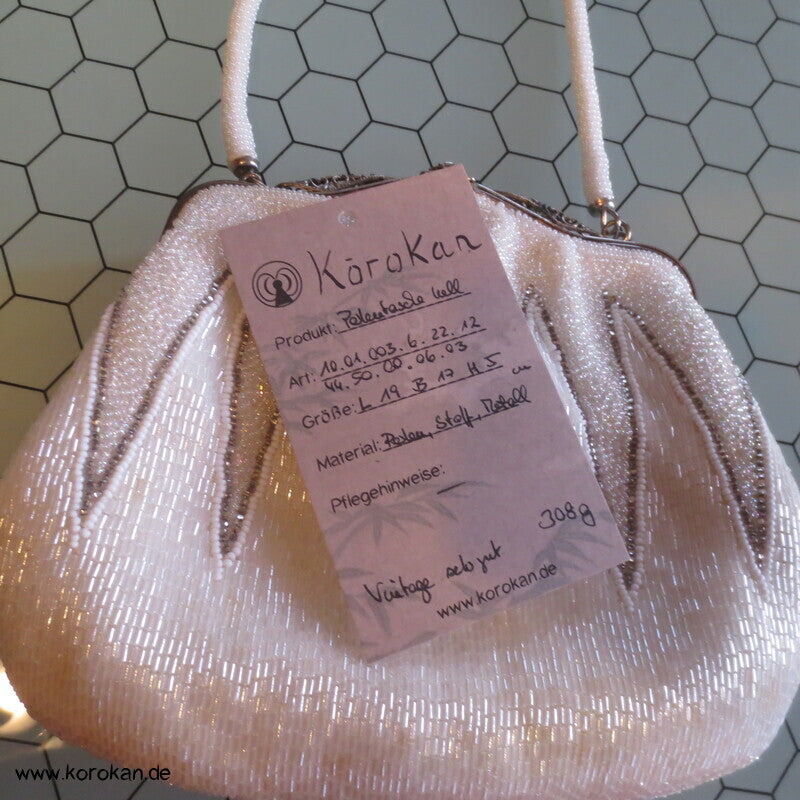 KōroKan
Produkt: Perlentasche hell
Art: 10.01.003.6.22.12
44.50.00.06.03
Größe: L 19 B 17 H 5 cm
Material: Perlen, Stoff, Metall
Pflegehinweise: —
308g
Vintage sehr gut
www.korokan.de
www.korokan.de